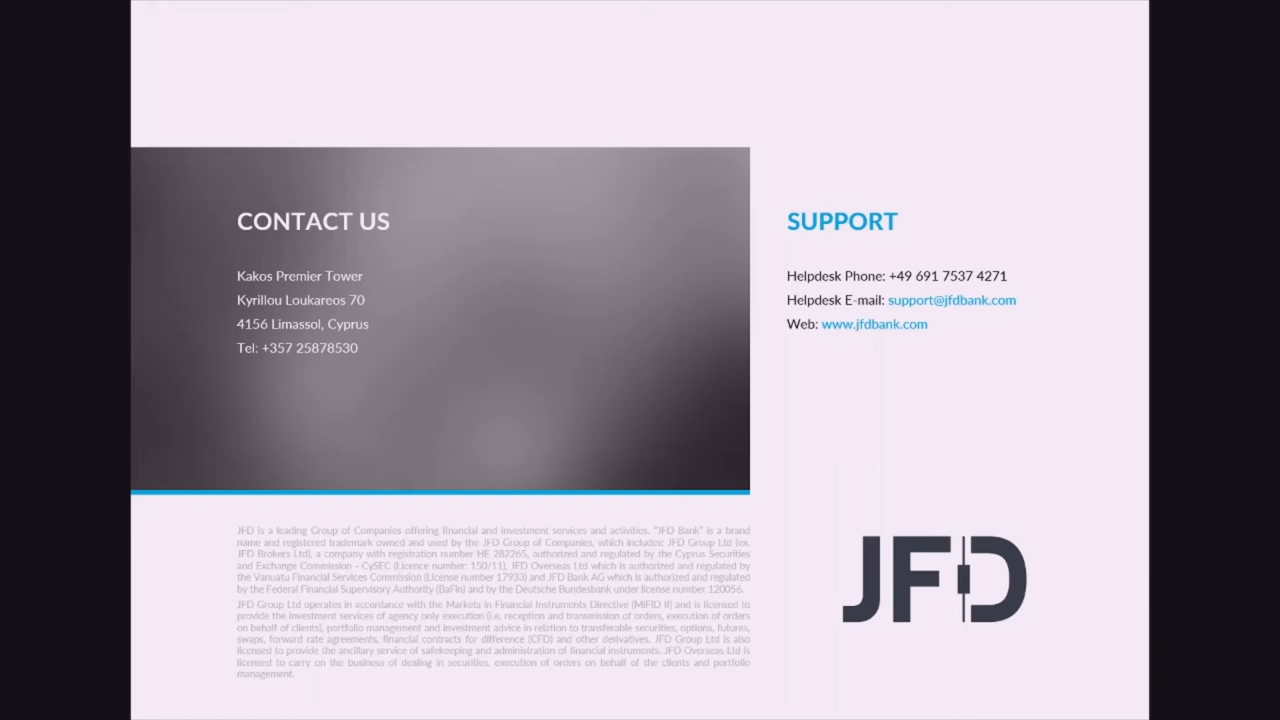 CONTACT US
Kakos Premier Tower
Kyrillou Loukareos 70
4156 Limassol, Cyprus
Tel: +357 25878530
SUPPORT
Helpdesk Phone: +49 691 7537 4271
Helpdesk E-mail: support@jfdbank.com
Web: www.jfdbank.com
JFD is a leading Group of Companies offering financial and investment services and activities. "JFD Bank" is a brand
name and registered trademark owned and used by the JFD Group of Companies, which includes: JFD Group Ltd (ex.
JFD Brokers Ltd), a company with registration number HE 282265, authorized and regulated by the Cyprus Securities
and Exchange Commission - CySEC (Licence number: 150/11), JFD Overseas Ltd which is authorized and regulated by
the Vanuatu Financial Services Commission (License number 17933) and JFD Bank AG which is authorized and regulated
by the Federal Financial Supervisory Authority (BaFin) and by the Deutsche Bundesbank under license number 120056.
JFD Group Ltd operates in accordance with the Markets in Financial Instruments Directive (MiFID II) and is licensed to
provide the investment services of agency only execution (i.e. reception and transmission of orders, execution of orders
on behalf of clients), portfolio management and investment advice in relation to transferable securities, options, futures,
swaps, forward rate agreements, financial contracts for difference (CFD) and other derivatives. JFD Group Ltd is also
licensed to provide the ancillary service of safekeeping and administration of financial instruments. JFD Overseas Ltd is
licensed to carry on the business of dealing in securities, execution of orders on behalf of the clients and portfolio
management.
JFD